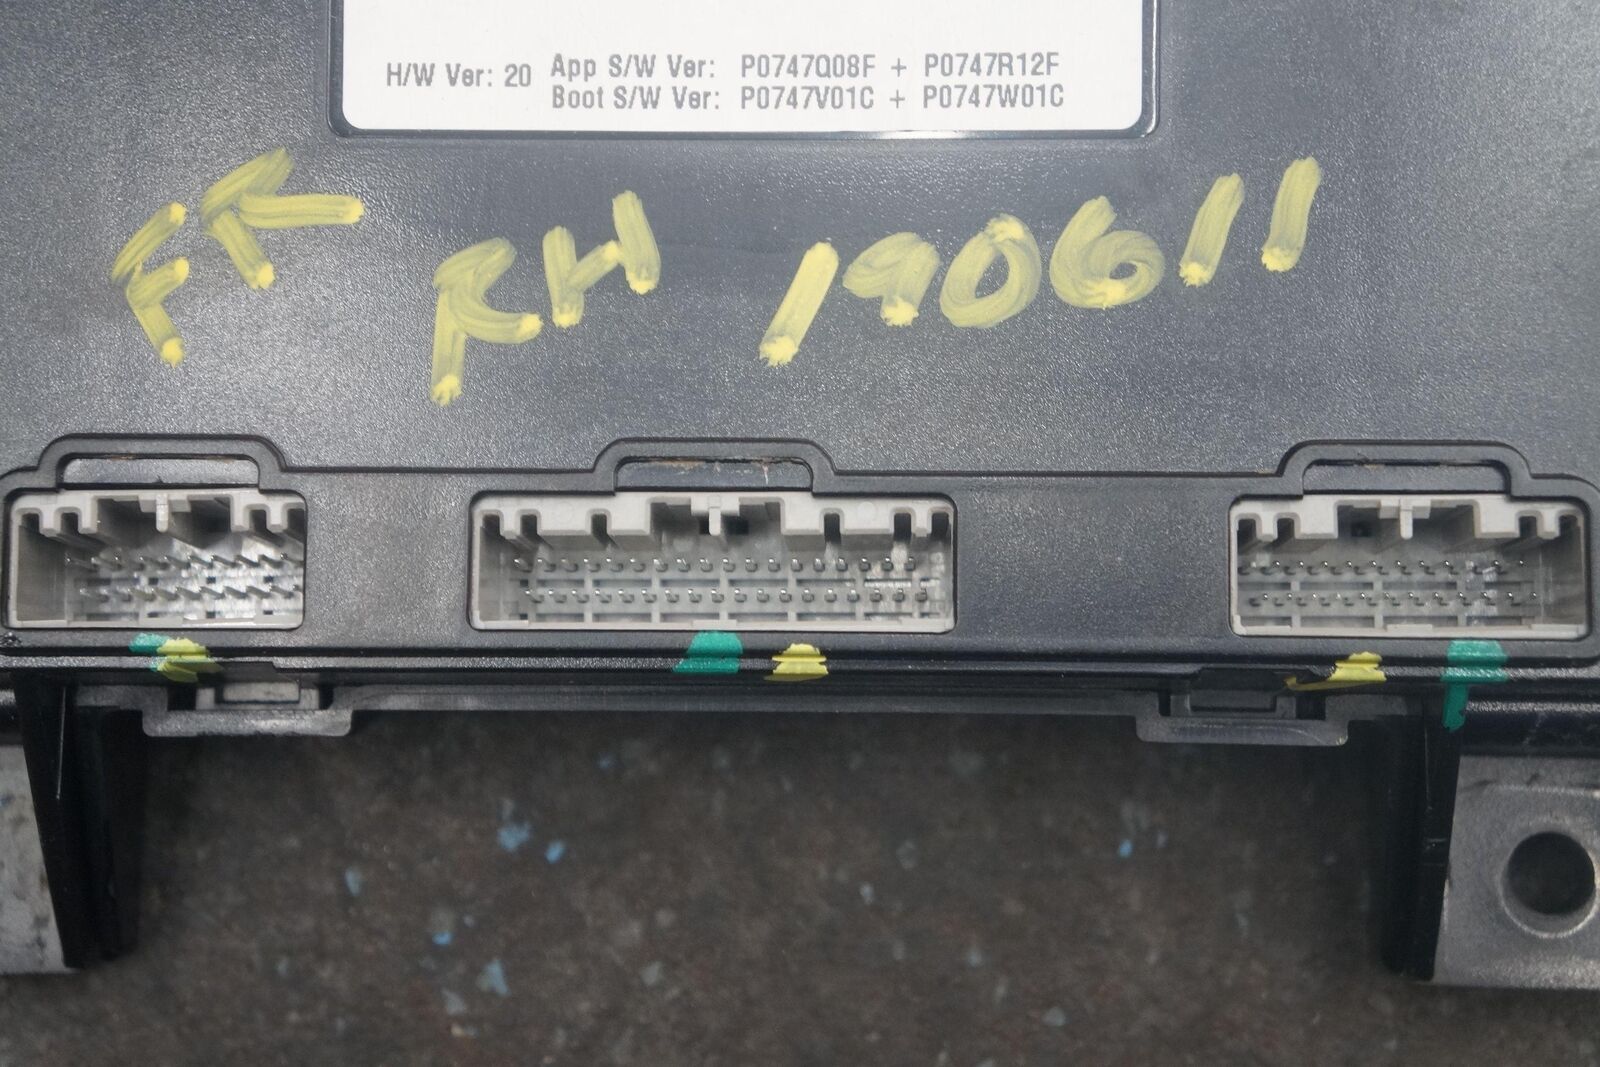 H/W Ver: 20 App S/W Ver: P0747Q08F + P0747R12F
Boot S/W Ver: P0747V01C + P0747W01C
FR RH 190611